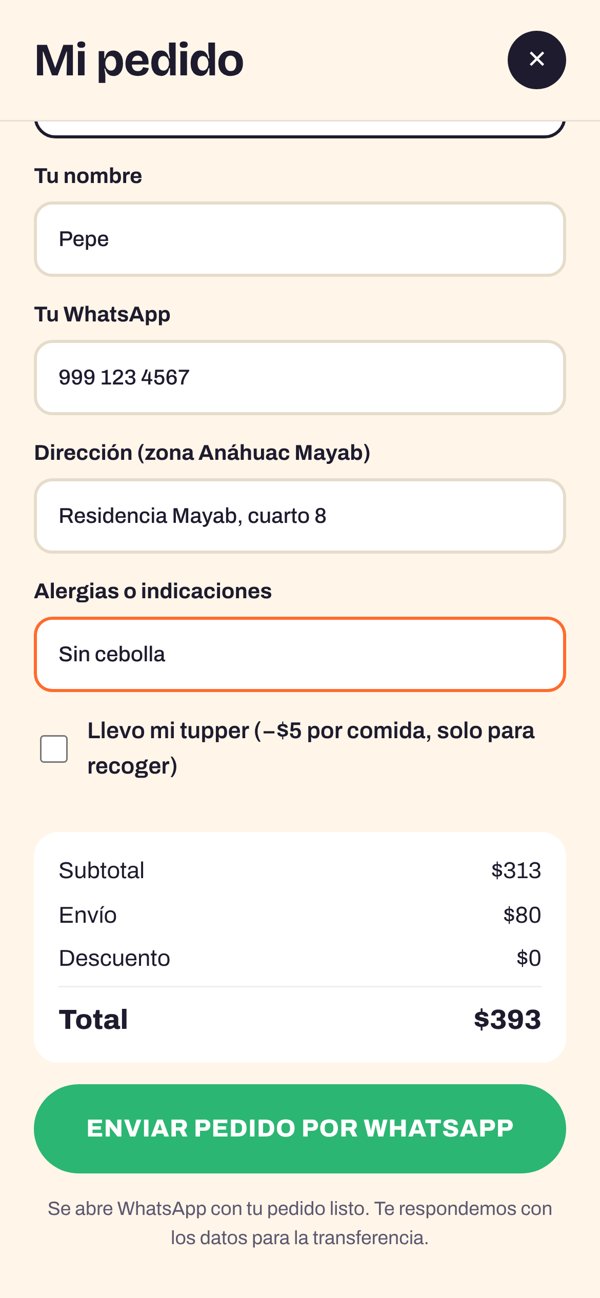 Mi pedido
×
Tu nombre
Pepe
Tu WhatsApp
999 123 4567
Dirección (zona Anáhuac Mayab)
Residencia Mayab, cuarto 8
Alergias o indicaciones
Sin cebolla
Llevo mi tupper (−$5 por comida, solo para
recoger)
Subtotal $313
Envío $80
Descuento $0
Total $393
ENVIAR PEDIDO POR WHATSAPP
Se abre WhatsApp con tu pedido listo. Te respondemos con
los datos para la transferencia.